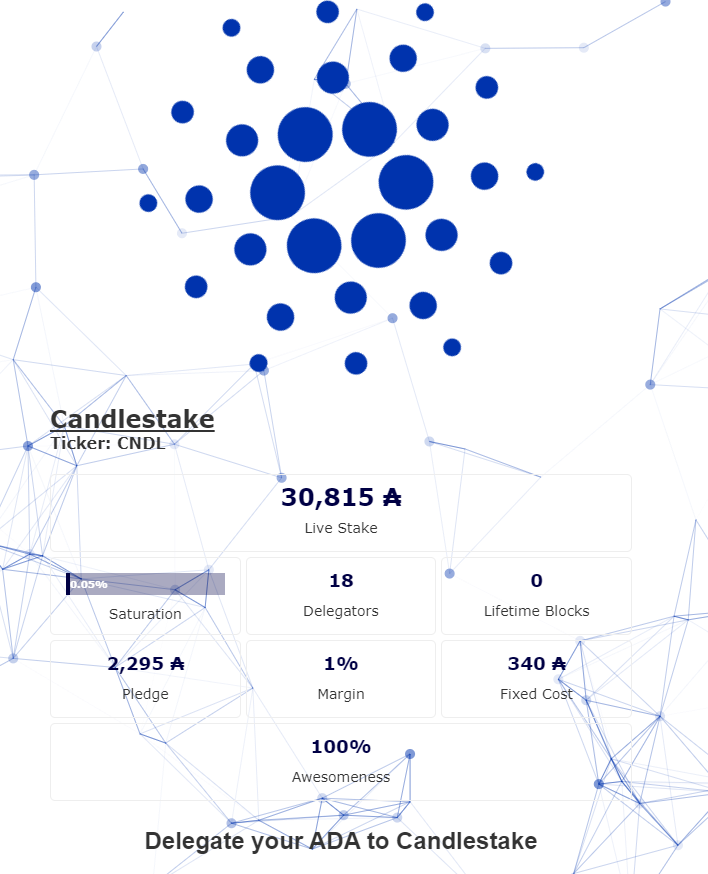 Candlestake
Ticker: CNDL
30,815 ₳
Live Stake
0.05%
Saturation
18
Delegators
0
Lifetime Blocks
2,295 ₳
Pledge
1%
Margin
340 ₳
Fixed Cost
100%
Awesomeness
Delegate your ADA to Candlestake